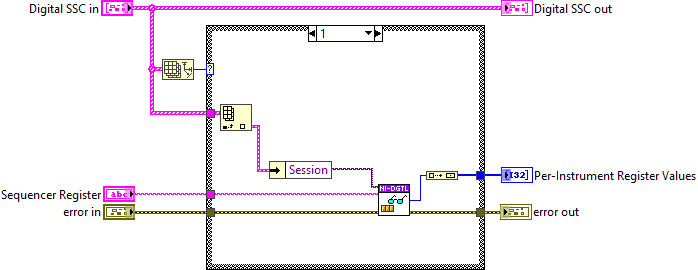 Digital SSC in
Digital SSC out
1
?
Session
NI-DGTL
Sequencer Register
abc
I32
Per-Instrument Register Values
error in
error out